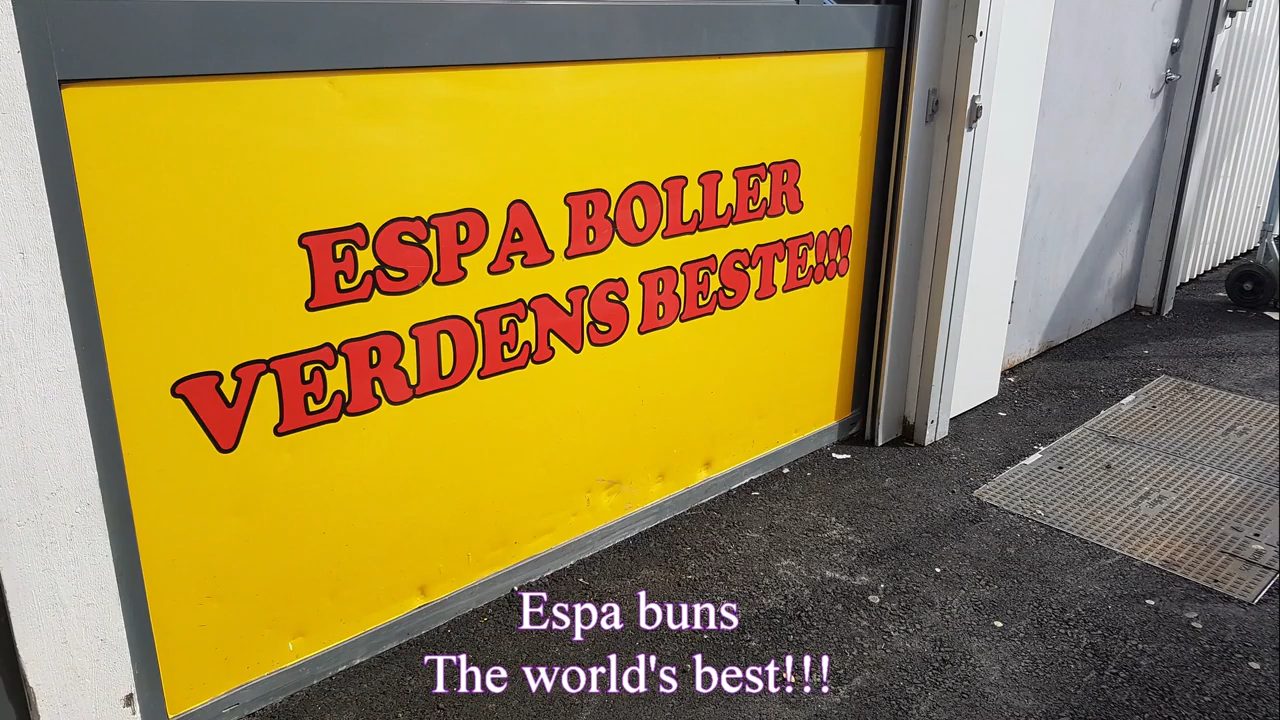 ESPA BOLLER
VERDENS BESTE!!!
Espa buns
The world's best!!!